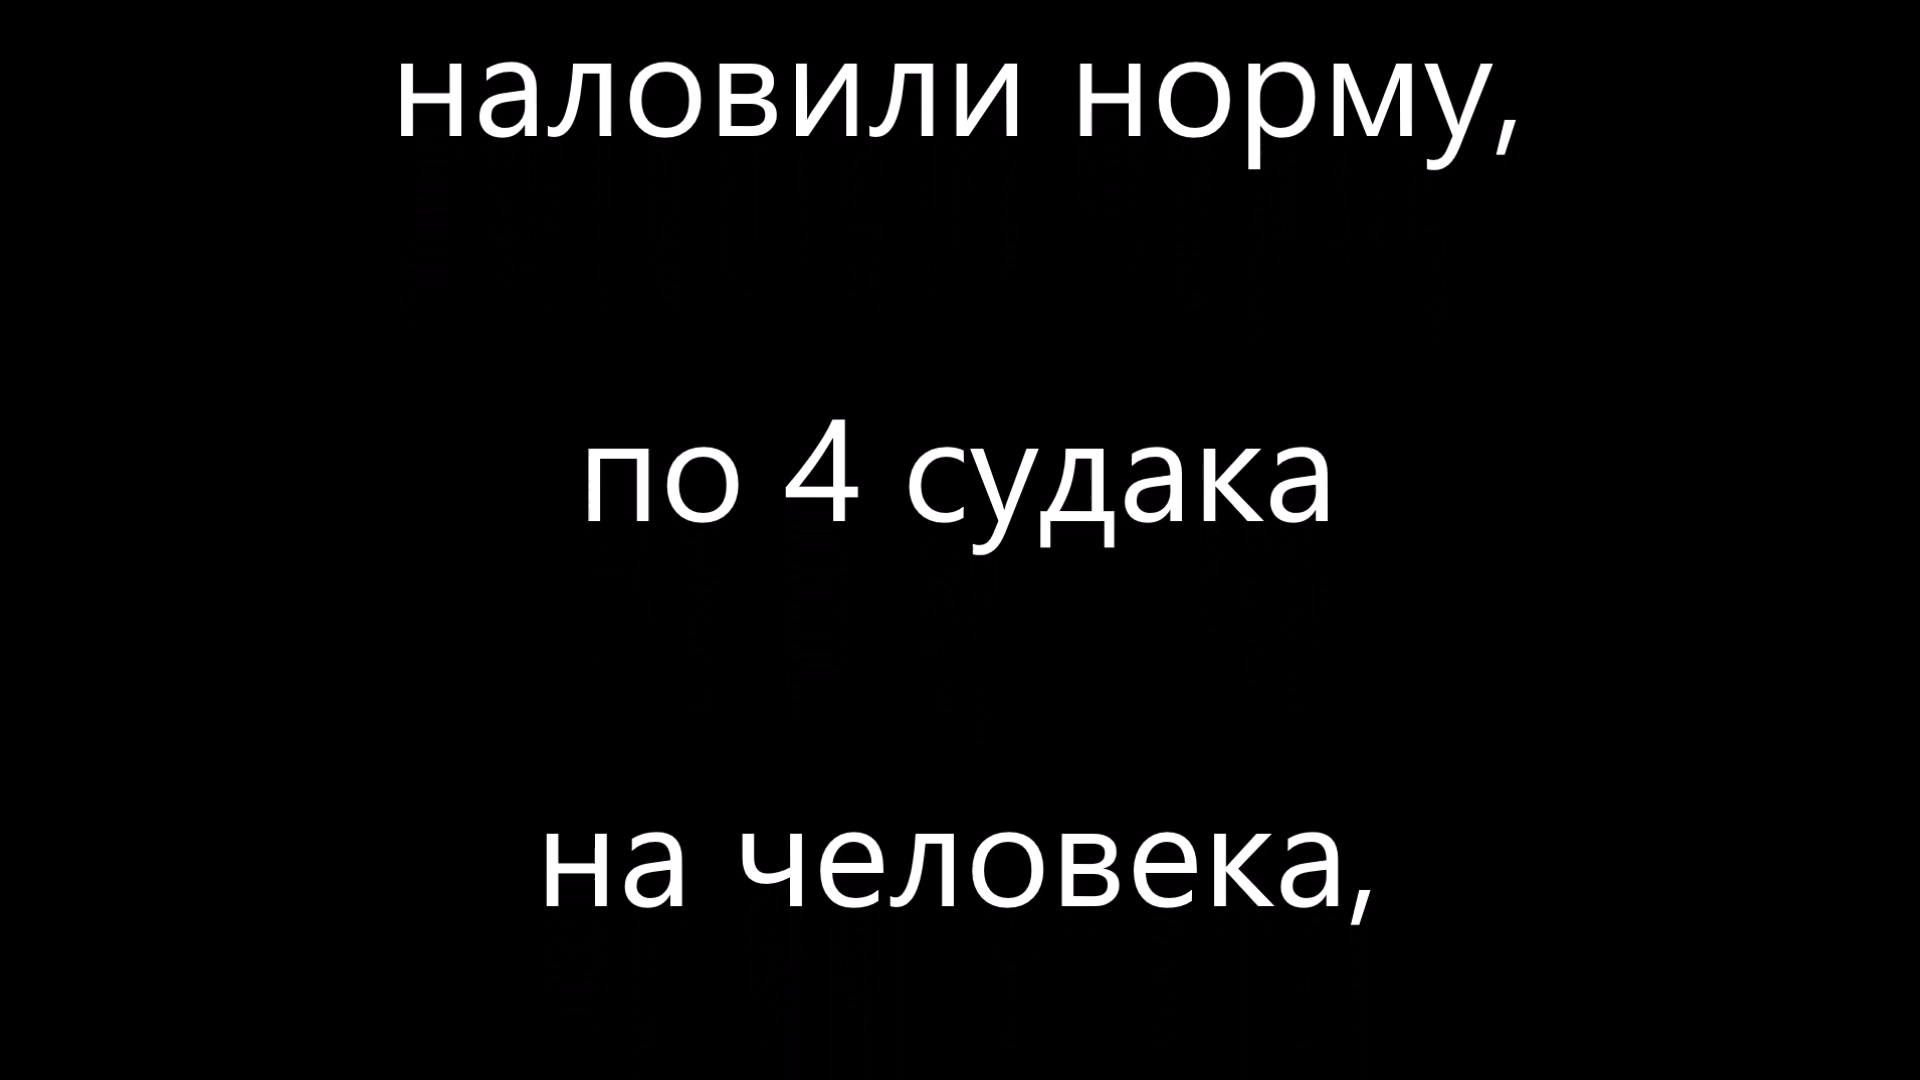 наловили норму,
по 4 судака
на человека,